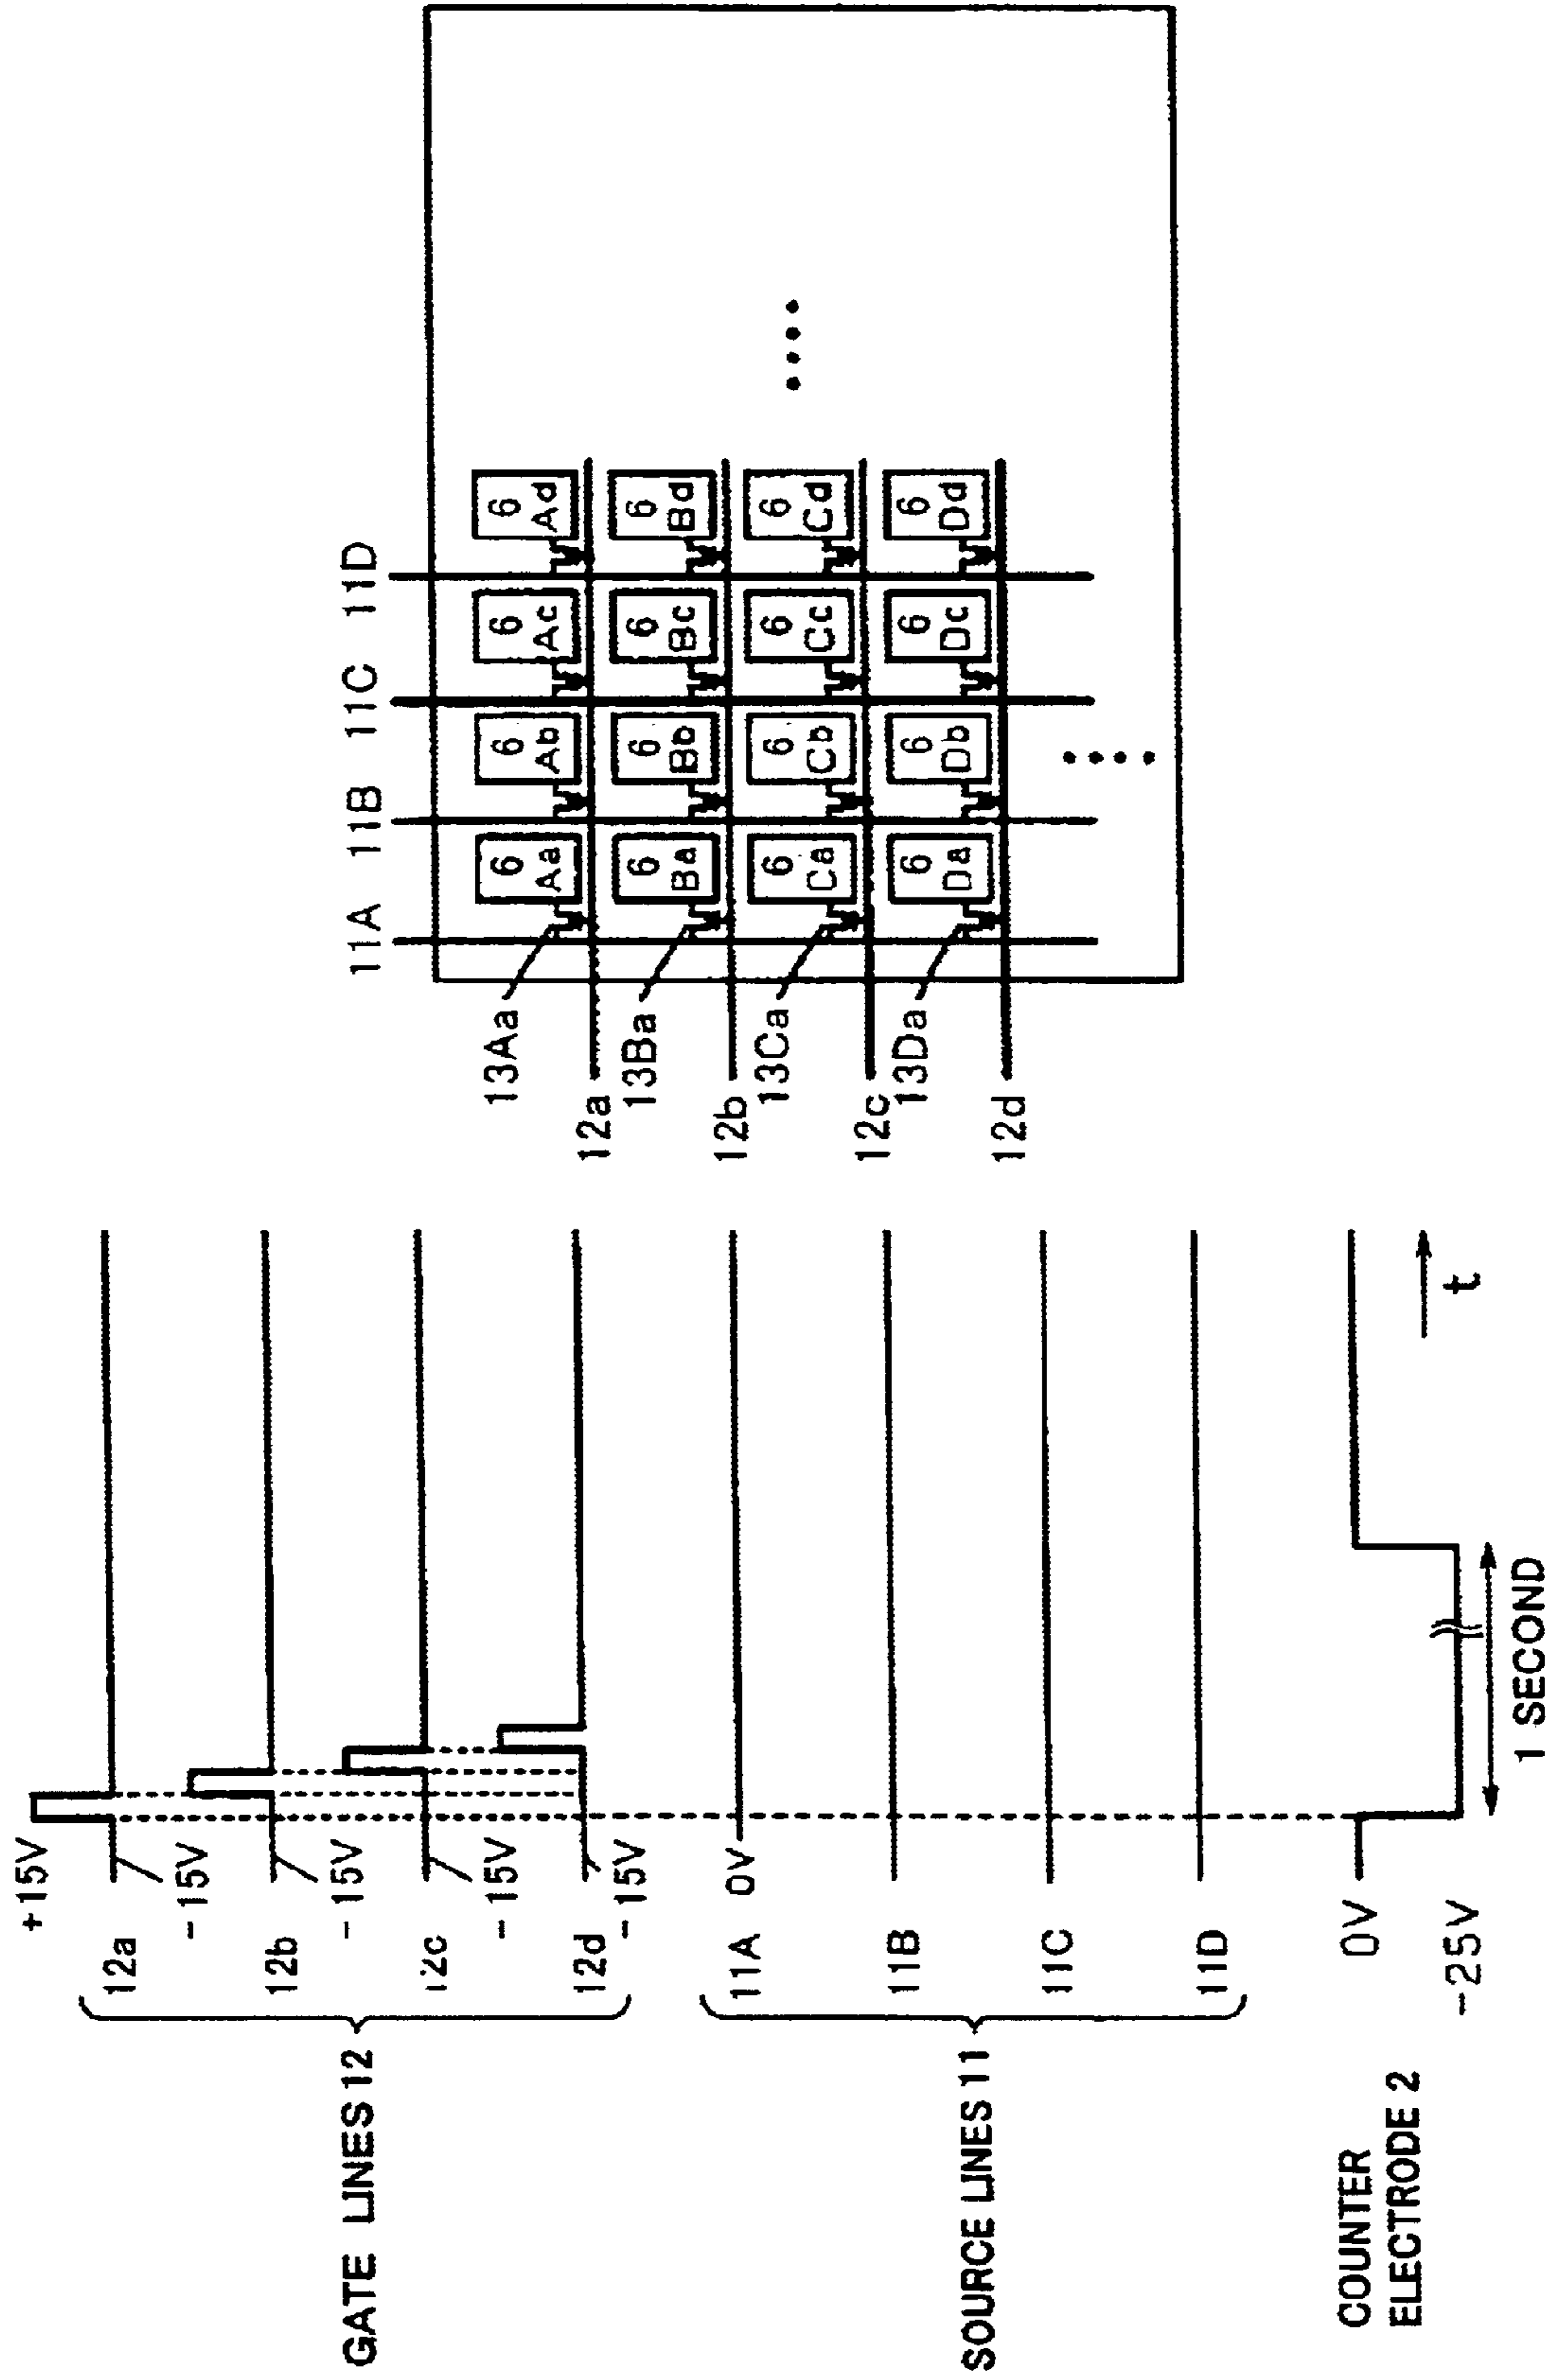 +15V
12a
-15V
12b
-15V
12c
-15V
12d
-15V
GATE LINES 12
11A
0V
11B
11C
11D
SOURCE LINES 11
COUNTER
ELECTRODE 2
0V
-25V
1 SECOND
t
11A
11B
11C
11D
13Aa
12a
13Ba
12b
13Ca
12c
13Da
12d
6
Aa
6
Ab
6
Ac
6
Ad
6
Ba
6
Bb
6
Bc
6
Bd
6
Ca
6
Cb
6
Cc
6
Cd
6
Da
6
Db
6
Dc
6
Dd